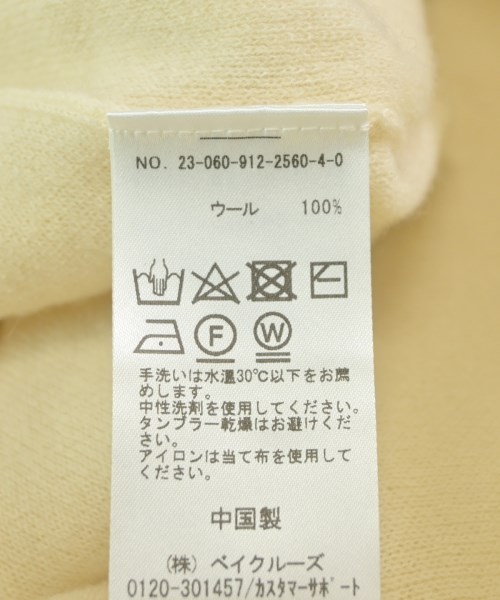 NO. 23-060-912-2560-4-0
ウール 100%
F W
手洗いは水温30℃以下をお薦
めします。
中性洗剤を使用してください。
タンブラー乾燥はお避けくだ
さい。
アイロンは当て布を使用して
ください。
中国製
(株) ベイクルーズ
0120-301457/カスタマーサポート